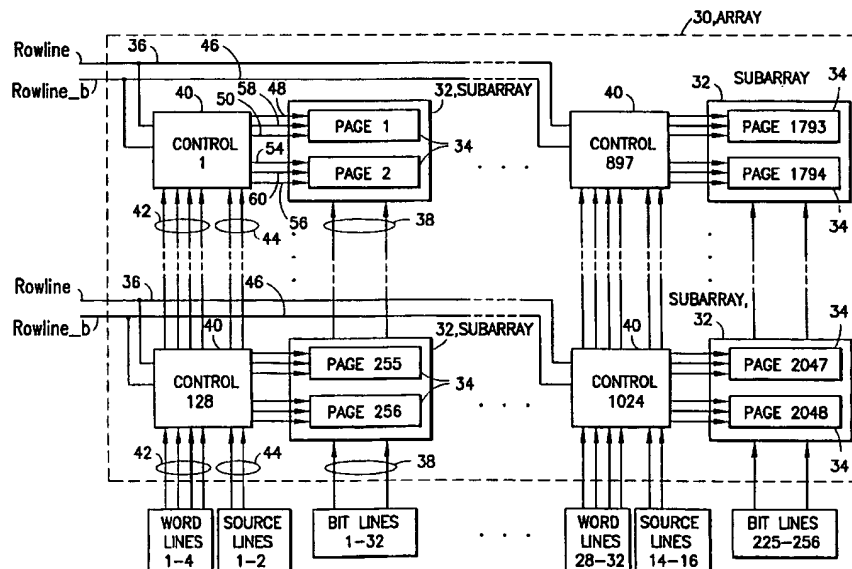 30, ARRAY
Rowline
36
46
Rowline_b
40
58
48
50
32, SUBARRAY
CONTROL
1
PAGE 1
34
PAGE 2
54
60
56
42
44
38
. . .
40
CONTROL
897
32
SUBARRAY
34
PAGE 1793
PAGE 1794
34
Rowline
36
46
Rowline_b
40
32, SUBARRAY
CONTROL
128
PAGE 255
34
PAGE 256
42
44
38
. . .
40
CONTROL
1024
SUBARRAY,
32
34
PAGE 2047
PAGE 2048
34
WORD
LINES
1-4
SOURCE
LINES
1-2
BIT LINES
1-32
. . .
WORD
LINES
28-32
SOURCE
LINES
14-16
BIT LINES
225-256